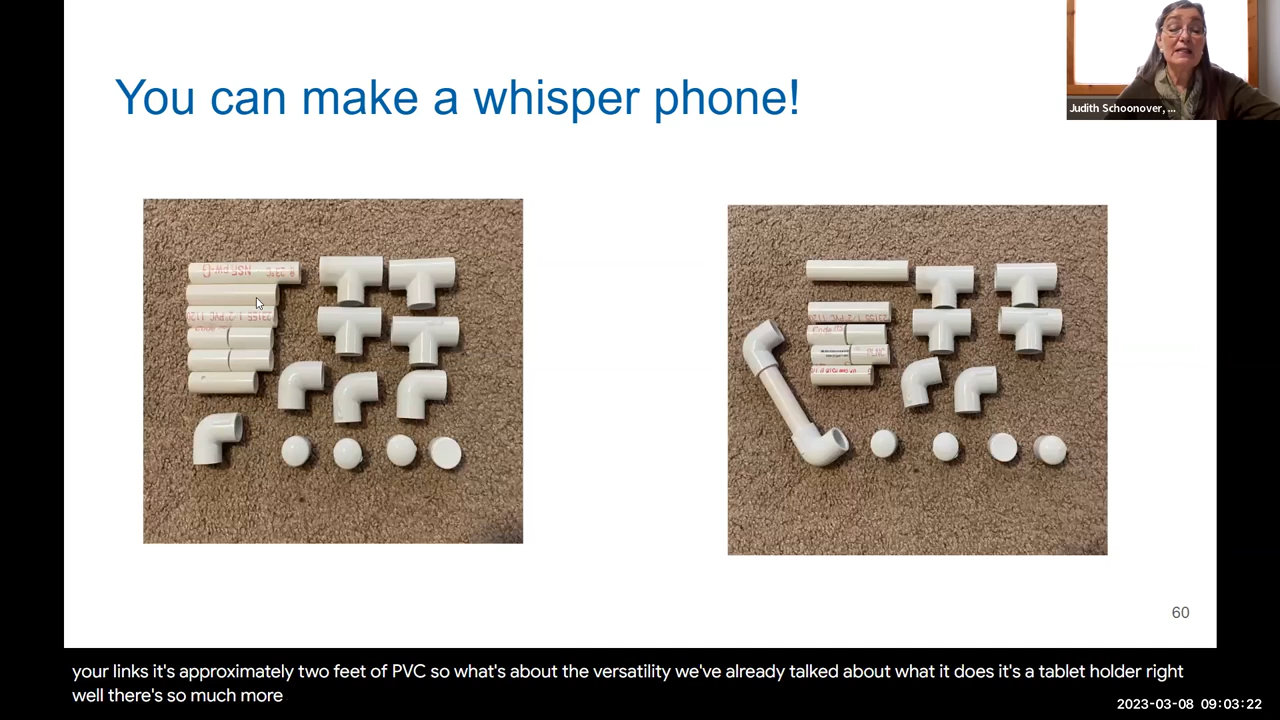 You can make a whisper phone!
Judith Schoonover, ...
60
your links it's approximately two feet of PVC so what's about the versatility we've already talked about what it does it's a tablet holder right
well there's so much more
2023-03-08 09:03:22